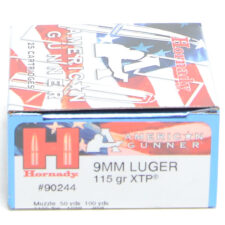 AMERICAN
GUNNER
Hornady
25 CARTRIDGES
H
Hornady
AMERICAN
GUNNER
9MM LUGER
115 gr XTP®
#90244
Muzzle 50 yds 100 yds